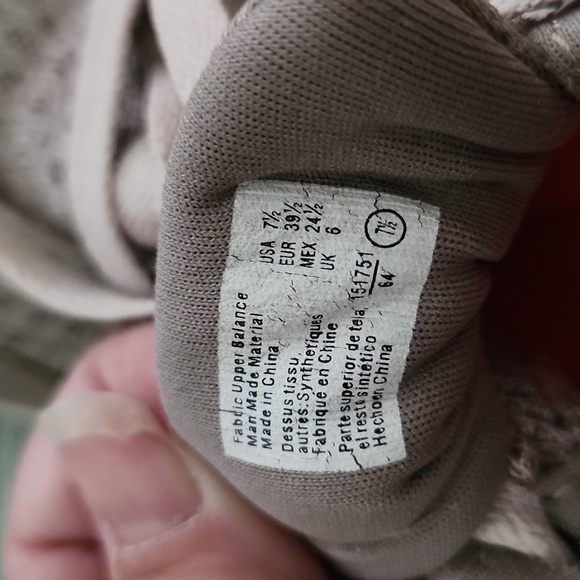 Fabric Upper Balance
Man Made Material
Made in China
Dessus tissu,
autres: Synthetiques
Fabriqué en Chine
Parte superior de tela,
el resto sintético
Hecho en China
USA 7½
EUR 39½
MEX 24½
UK 6
151751
64
7½